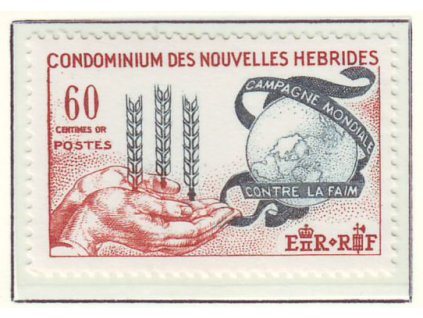 CONDOMINIUM DES NOUVELLES HEBRIDES
60
CENTIMES OR
POSTES
CAMPAGNE MONDIALE
CONTRE LA FAIM
E R R F